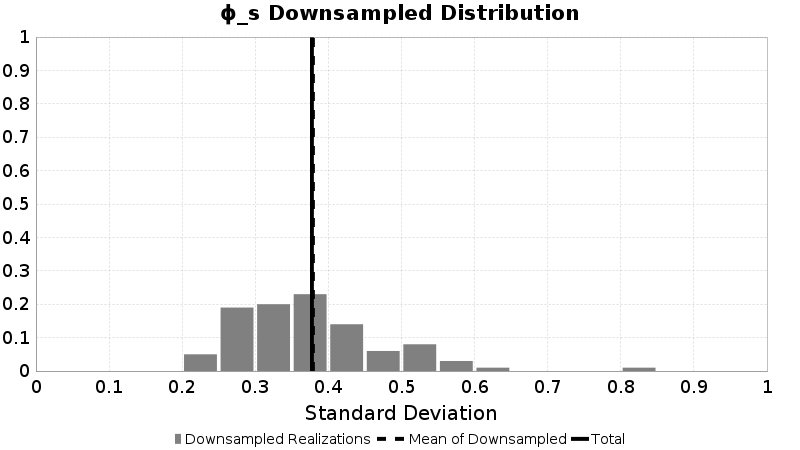 ϕ_s Downsampled Distribution
1
0.9
0.8
0.7
0.6
0.5
0.4
0.3
0.2
0.1
0
0 0.1 0.2 0.3 0.4 0.5 0.6 0.7 0.8 0.9 1
Standard Deviation
Downsampled Realizations Mean of Downsampled Total